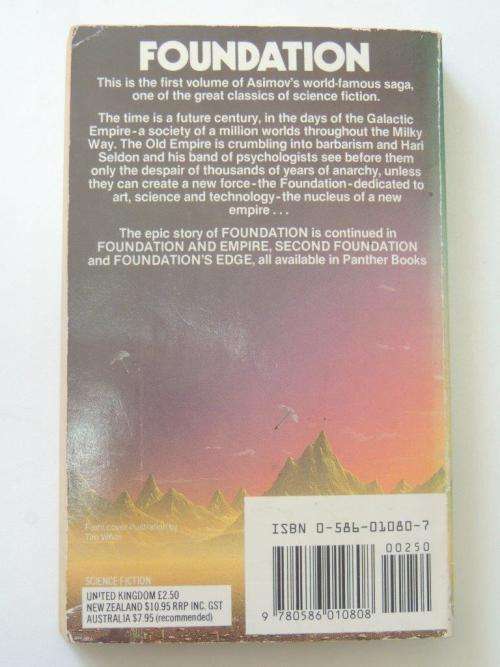 FOUNDATION
This is the first volume of Asimov's world-famous saga,
one of the great classics of science fiction.
The time is a future century, in the days of the Galactic
Empire-a society of a million worlds throughout the Milky
Way. The Old Empire is crumbling into barbarism and Hari
Seldon and his band of psychologists see before them
only the despair of thousands of years of anarchy, unless
they can create a new force-the Foundation-dedicated to
art, science and technology-the nucleus of a new
empire...
The epic story of FOUNDATION is continued in
FOUNDATION AND EMPIRE, SECOND FOUNDATION
and FOUNDATION'S EDGE, all available in Panther Books
Front cover illustration by
Tim White
SCIENCE FICTION
UNITED KINGDOM £2.50
NEW ZEALAND $10.95 RRP INC. GST
AUSTRALIA $7.95 (recommended)
ISBN 0-586-01080-7
00250
9 780586 010808